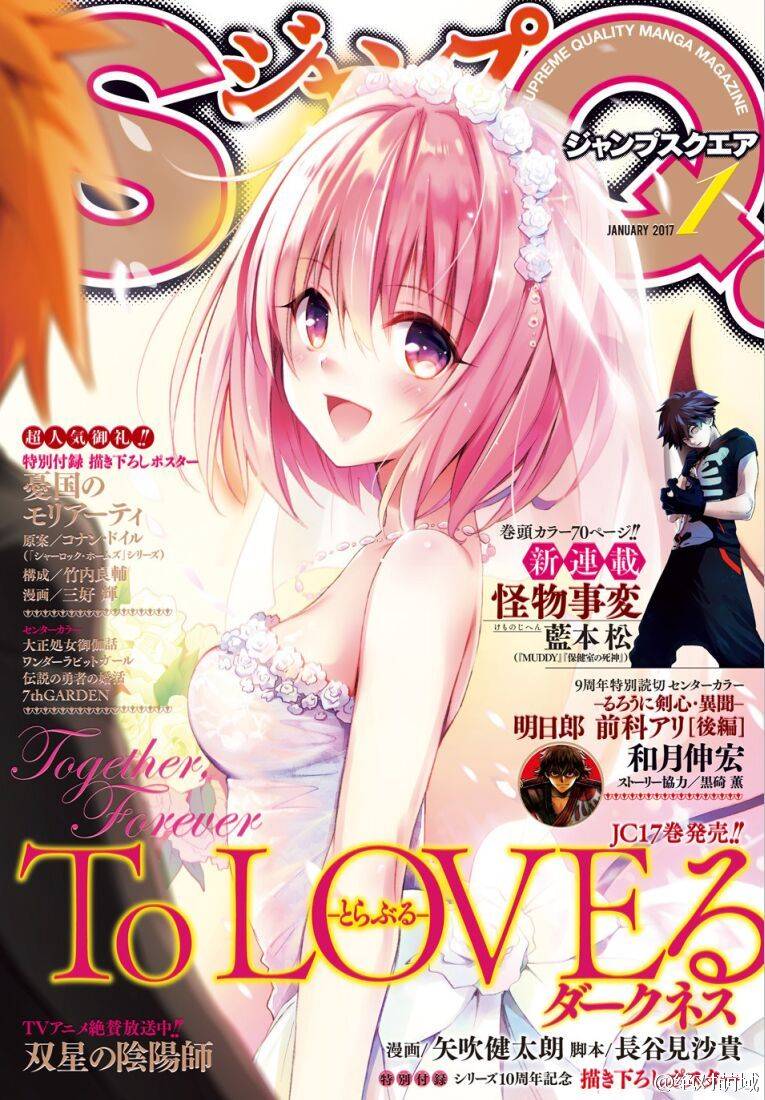 SQ.
ジャンプ
UPREME QUALITY MANGA MAGAZINE
ジャンプスクエア
JANUARY 2017
1
超人気御礼!!
特別付録 描き下ろしポスター
憂国の
モリアーティ
原案/コナン・ドイル
(「シャーロック・ホームズ」シリーズ)
構成/竹内良輔
漫画/三好 輝
センターカラー
大正処女御伽話
ワンダーラビットガール
伝説の勇者の婚活
7thGARDEN
巻頭カラー70ページ!!
新連載
怪物事変
けものじへん
藍本 松
(『MUDDY』『保健室の死神』)
9周年特別読切 センターカラー
–るろうに剣心・異聞–
明日郎 前科アリ[後編]
和月伸宏
ストーリー協力/黒碕 薫
JC17巻発売!!
Together,
Forever
To LOVEる
–とらぶる–
ダークネス
TVアニメ絶賛放送中!!
双星の陰陽師
漫画/矢吹健太朗 脚本/長谷見沙貴
特別付録 シリーズ10周年記念 描き下ろしポスター